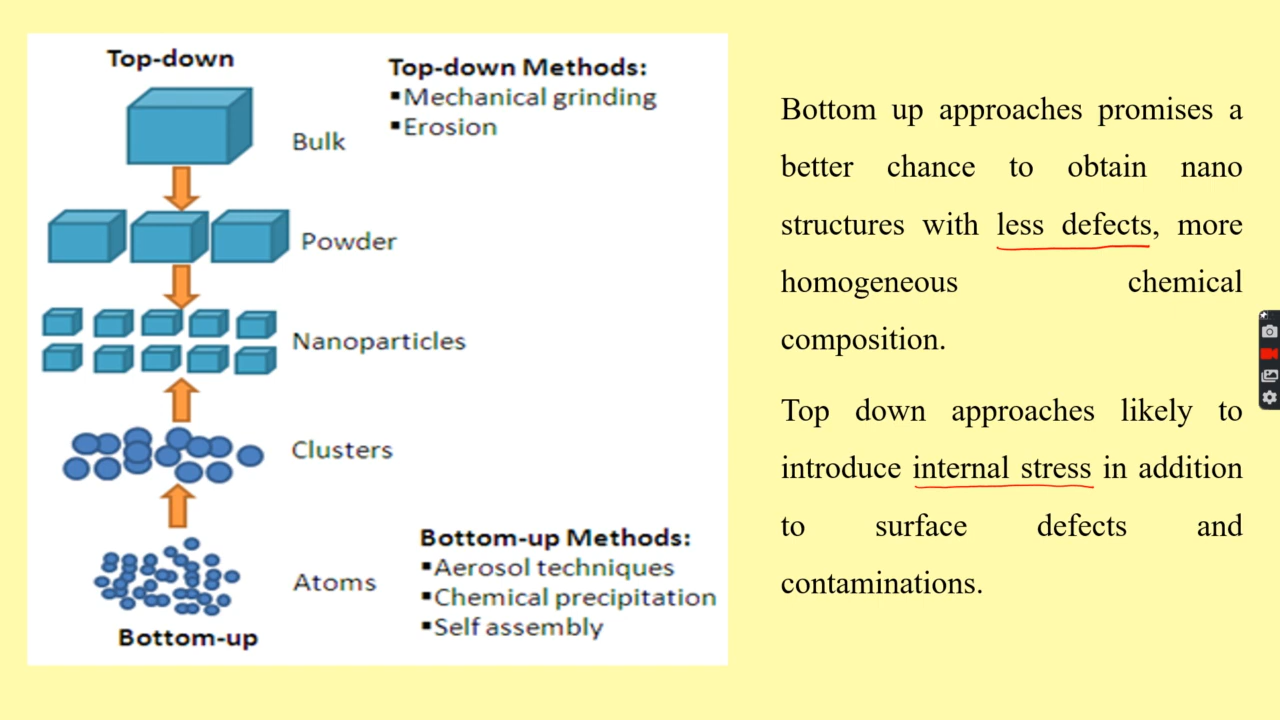 Top-down
Top-down Methods:
▪Mechanical grinding
▪Erosion
Bulk
Powder
Nanoparticles
Clusters
Atoms
Bottom-up
Bottom-up Methods:
▪Aerosol techniques
▪Chemical precipitation
▪Self assembly
Bottom up approaches promises a
better chance to obtain nano
structures with less defects, more
homogeneous chemical
composition.
Top down approaches likely to
introduce internal stress in addition
to surface defects and
contaminations.